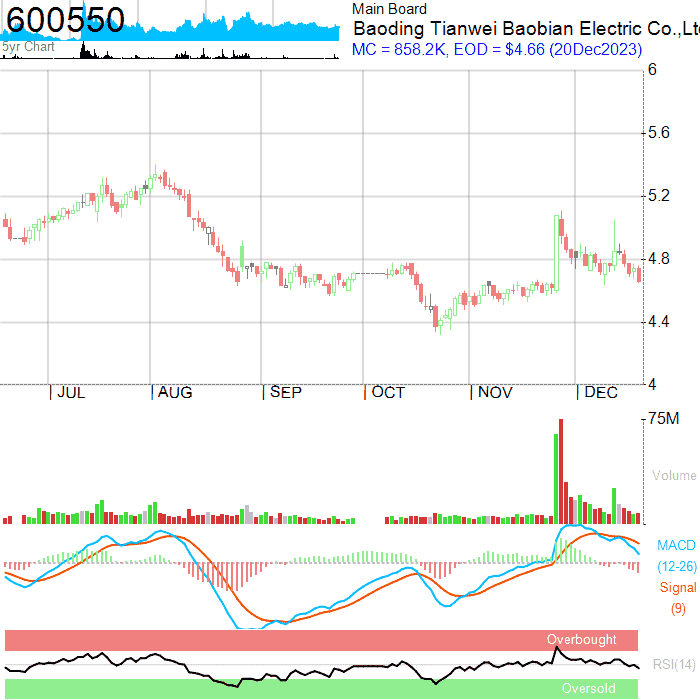 600550
5yr Chart
Main Board
Baoding Tianwei Baobian Electric Co.,Lt
MC = 858.2K, EOD = $4.66 (20Dec2023)
6
5.6
5.2
4.8
4.4
4
JUL
AUG
SEP
OCT
NOV
DEC
75M
Volume
MACD
(12-26)
Signal
(9)
Overbought
RSI(14)
Oversold